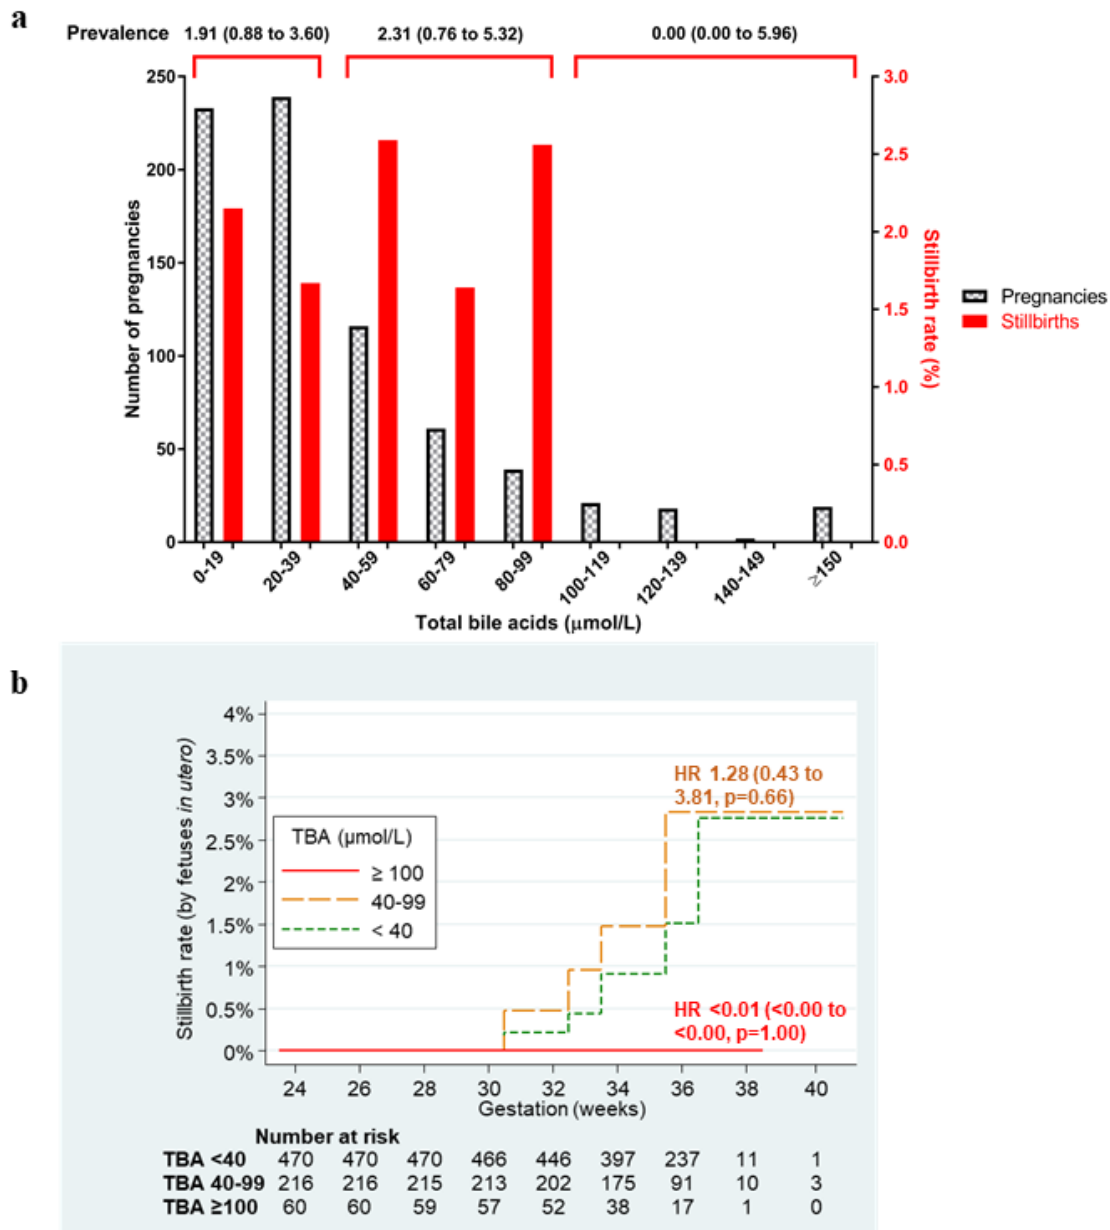 a
Prevalence 1.91 (0.88 to 3.60) 2.31 (0.76 to 5.32) 0.00 (0.00 to 5.96)
250
200
150
100
50
0
Number of pregnancies
3.0
2.5
2.0
1.5
1.0
0.5
0.0
Stillbirth rate (%)
Pregnancies
Stillbirths
0-19 20-39 40-59 60-79 80-99 100-119 120-139 140-149 ≥150
Total bile acids (µmol/L)
b
4%
3.5%
3%
2.5%
2%
1.5%
1%
0.5%
0%
Stillbirth rate (by fetuses in utero)
HR 1.28 (0.43 to
3.81, p=0.66)
TBA (µmol/L)
≥ 100
40-99
< 40
HR <0.01 (<0.00 to
<0.00, p=1.00)
24 26 28 30 32 34 36 38 40
Gestation (weeks)
Number at risk
TBA <40 470 470 470 466 446 397 237 11 1
TBA 40-99 216 216 215 213 202 175 91 10 3
TBA ≥100 60 60 59 57 52 38 17 1 0